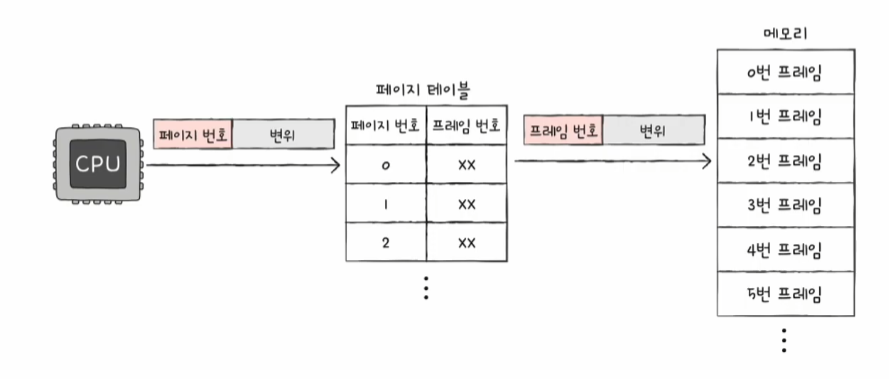 메모리
페이지 테이블
CPU
페이지 번호 변위
페이지 번호 프레임 번호
0 XX
1 XX
2 XX
프레임 번호 변위
0번 프레임
1번 프레임
2번 프레임
3번 프레임
4번 프레임
5번 프레임